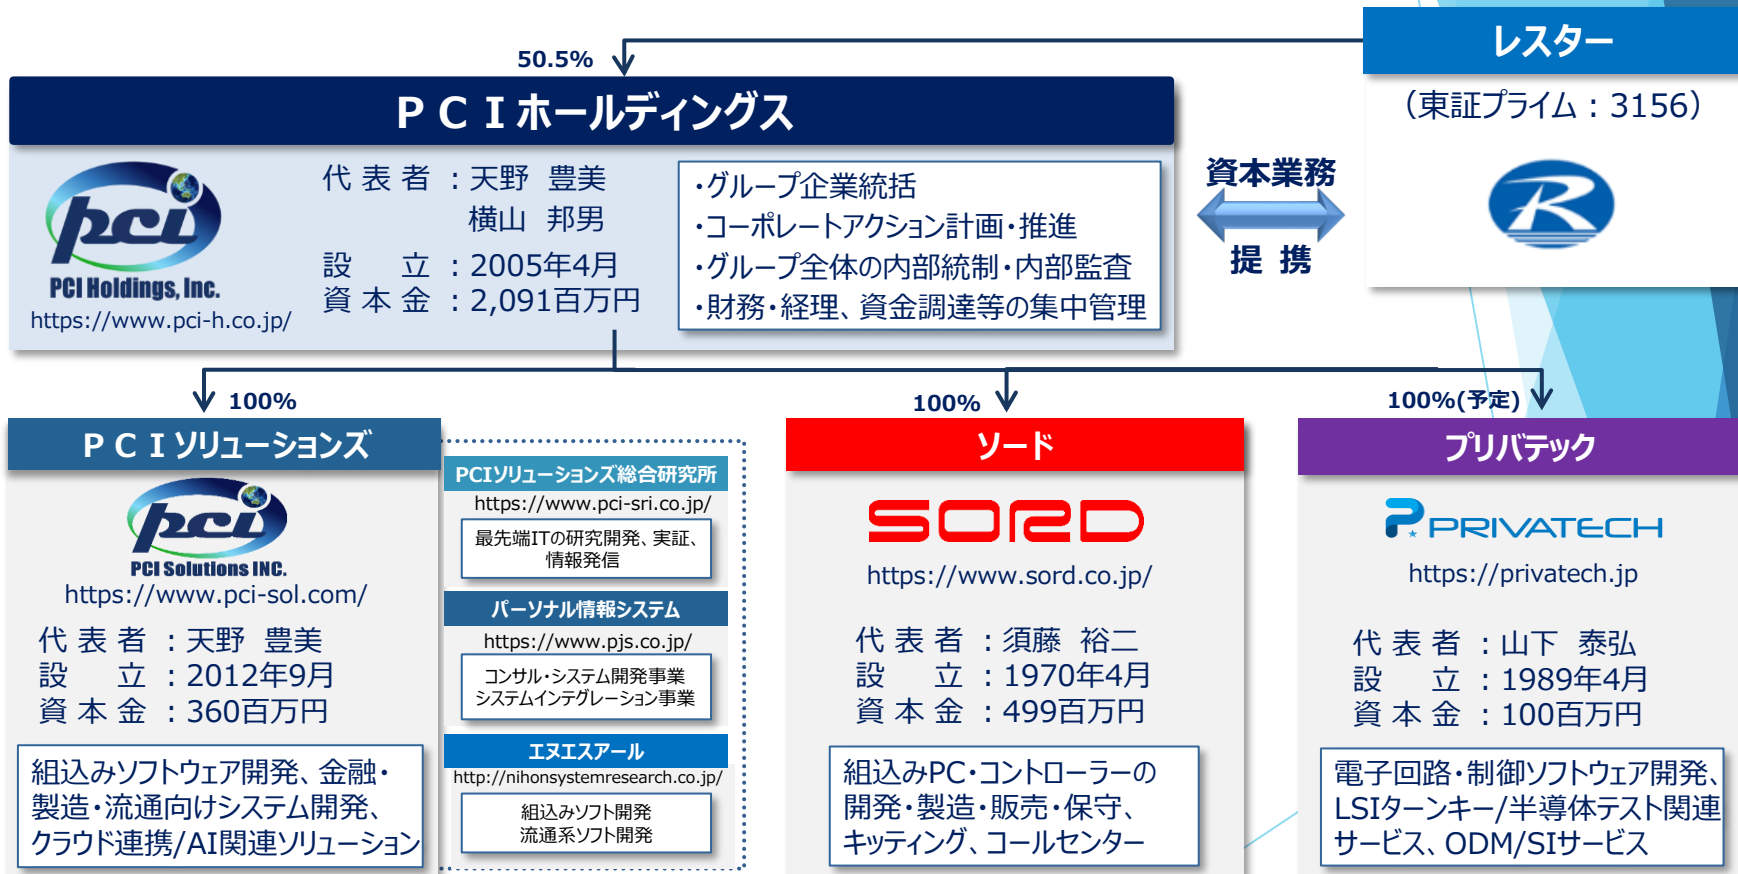 レスター
(東証プライム：3156)
50.5%
ＰＣＩホールディングス
pci
PCI Holdings, Inc.
https://www.pci-h.co.jp/
代 表 者 ：天野 豊美
横山 邦男
設　　立 ：2005年4月
資 本 金 ：2,091百万円
・グループ企業統括
・コーポレートアクション計画・推進
・グループ全体の内部統制・内部監査
・財務・経理、資金調達等の集中管理
資本業務
提 携
R
100%
ＰＣＩソリューションズ
pci
PCI Solutions INC.
https://www.pci-sol.com/
代 表 者 ：天野 豊美
設　　立 ：2012年9月
資 本 金 ：360百万円
組込みソフトウェア開発、金融・
製造・流通向けシステム開発、
クラウド連携/AI関連ソリューション
PCIソリューションズ総合研究所
https://www.pci-sri.co.jp/
最先端ITの研究開発、実証、
情報発信
パーソナル情報システム
https://www.pjs.co.jp/
コンサル・システム開発事業
システムインテグレーション事業
エヌエスアール
http://nihonsystemresearch.co.jp/
組込みソフト開発
流通系ソフト開発
100%
ソード
SORD
https://www.sord.co.jp/
代 表 者 ：須藤 裕二
設　　立 ：1970年4月
資 本 金 ：499百万円
組込みPC・コントローラーの
開発・製造・販売・保守、
キッティング、コールセンター
100%(予定)
プリバテック
PRIVATECH
https://privatech.jp
代 表 者 ：山下 泰弘
設　　立 ：1989年4月
資 本 金 ：100百万円
電子回路・制御ソフトウェア開発、
LSIターンキー/半導体テスト関連
サービス、ODM/SIサービス